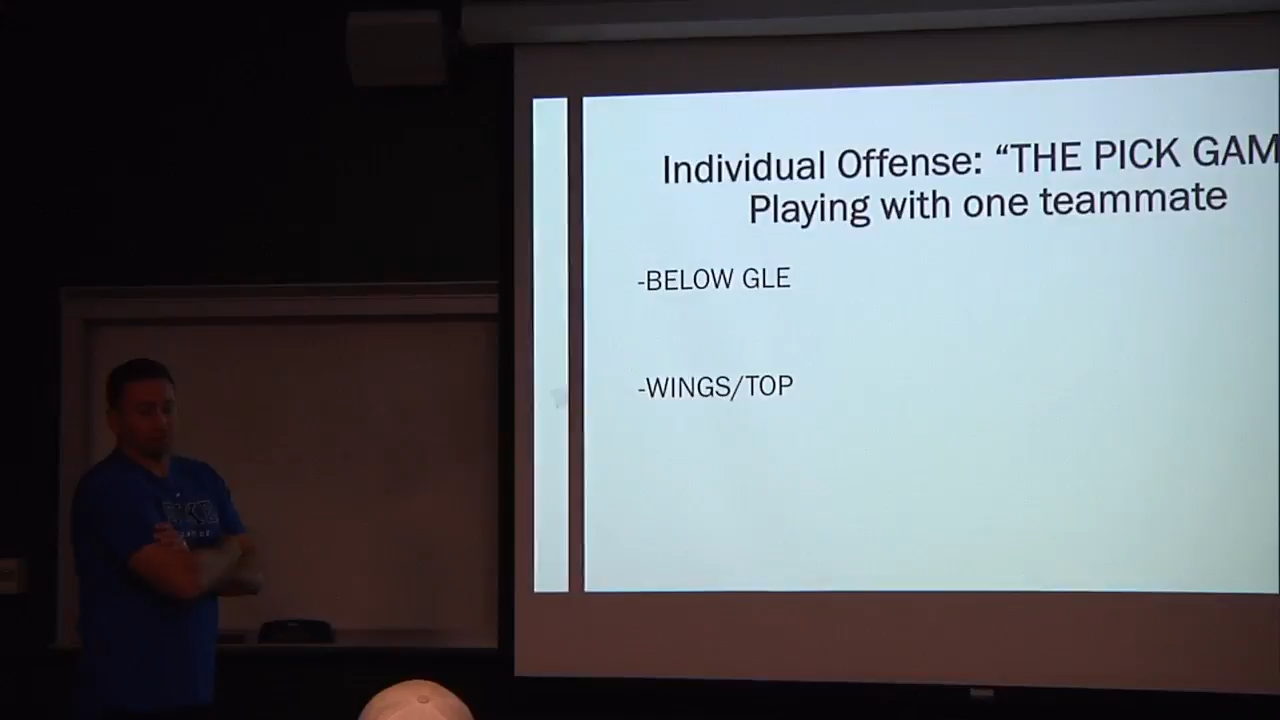 Individual Offense: “THE PICK GAM
Playing with one teammate
-BELOW GLE
-WINGS/TOP